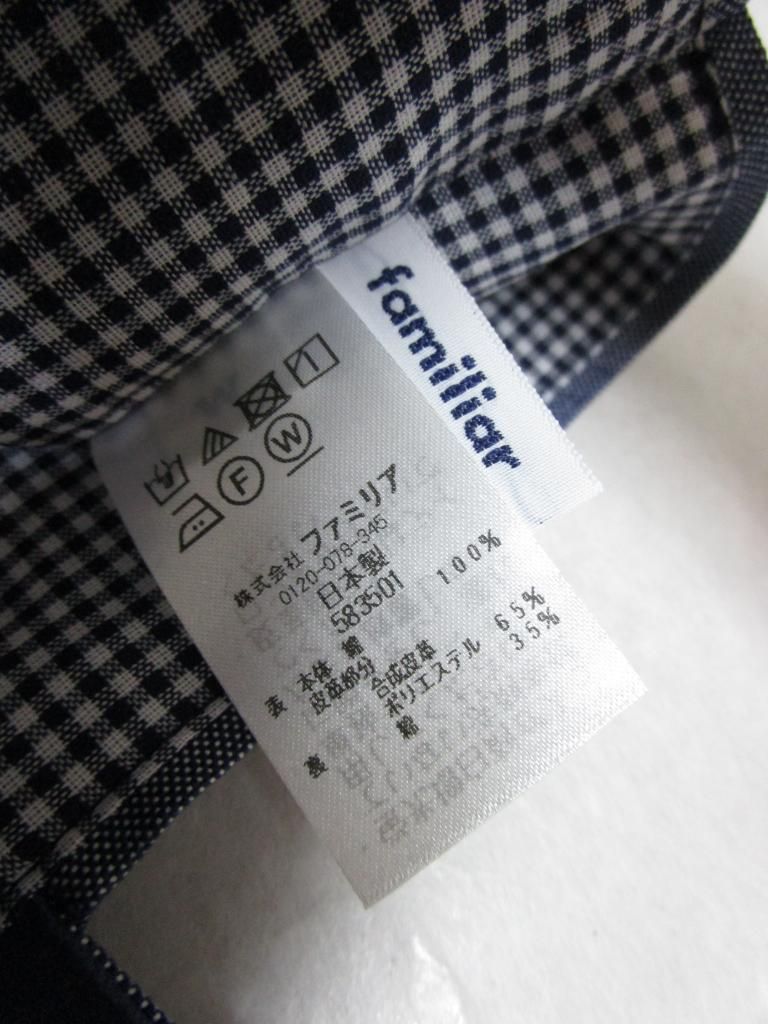 familiar
F W
株式会社 ファミリア
0120-078-345
日本製
583501
表 本体 綿 100%
皮革部分 合成皮革
裏 ポリエステル 65%
綿 35%